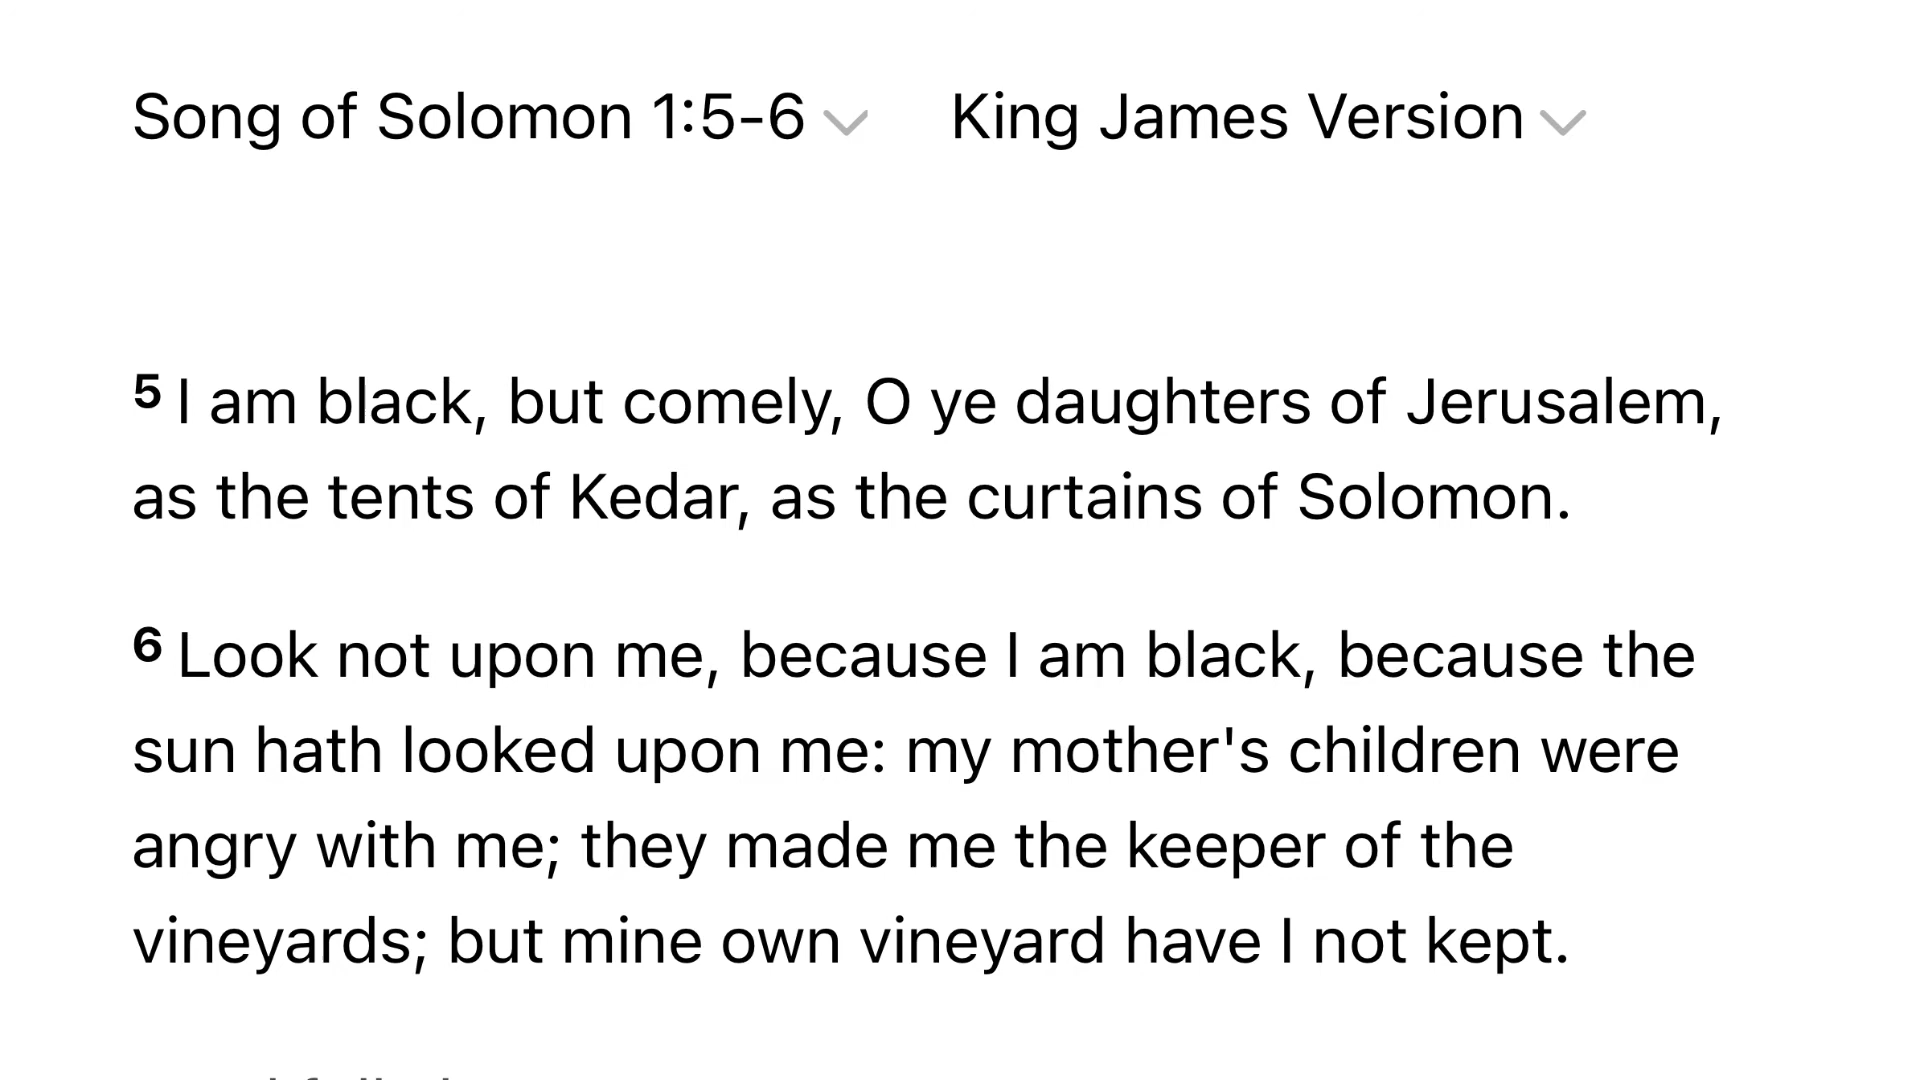 Song of Solomon 1:5-6 King James Version
5 I am black, but comely, O ye daughters of Jerusalem,
as the tents of Kedar, as the curtains of Solomon.
6 Look not upon me, because I am black, because the
sun hath looked upon me: my mother's children were
angry with me; they made me the keeper of the
vineyards; but mine own vineyard have I not kept.